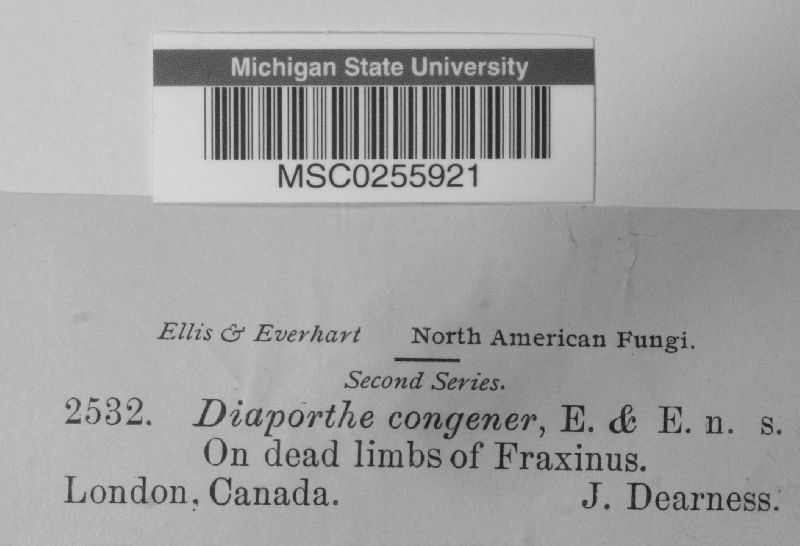 Michigan State University
MSC0255921
Ellis & Everhart North American Fungi.
Second Series.
2532. Diaporthe congener, E. & E. n. s.
On dead limbs of Fraxinus.
London, Canada. J. Dearness.